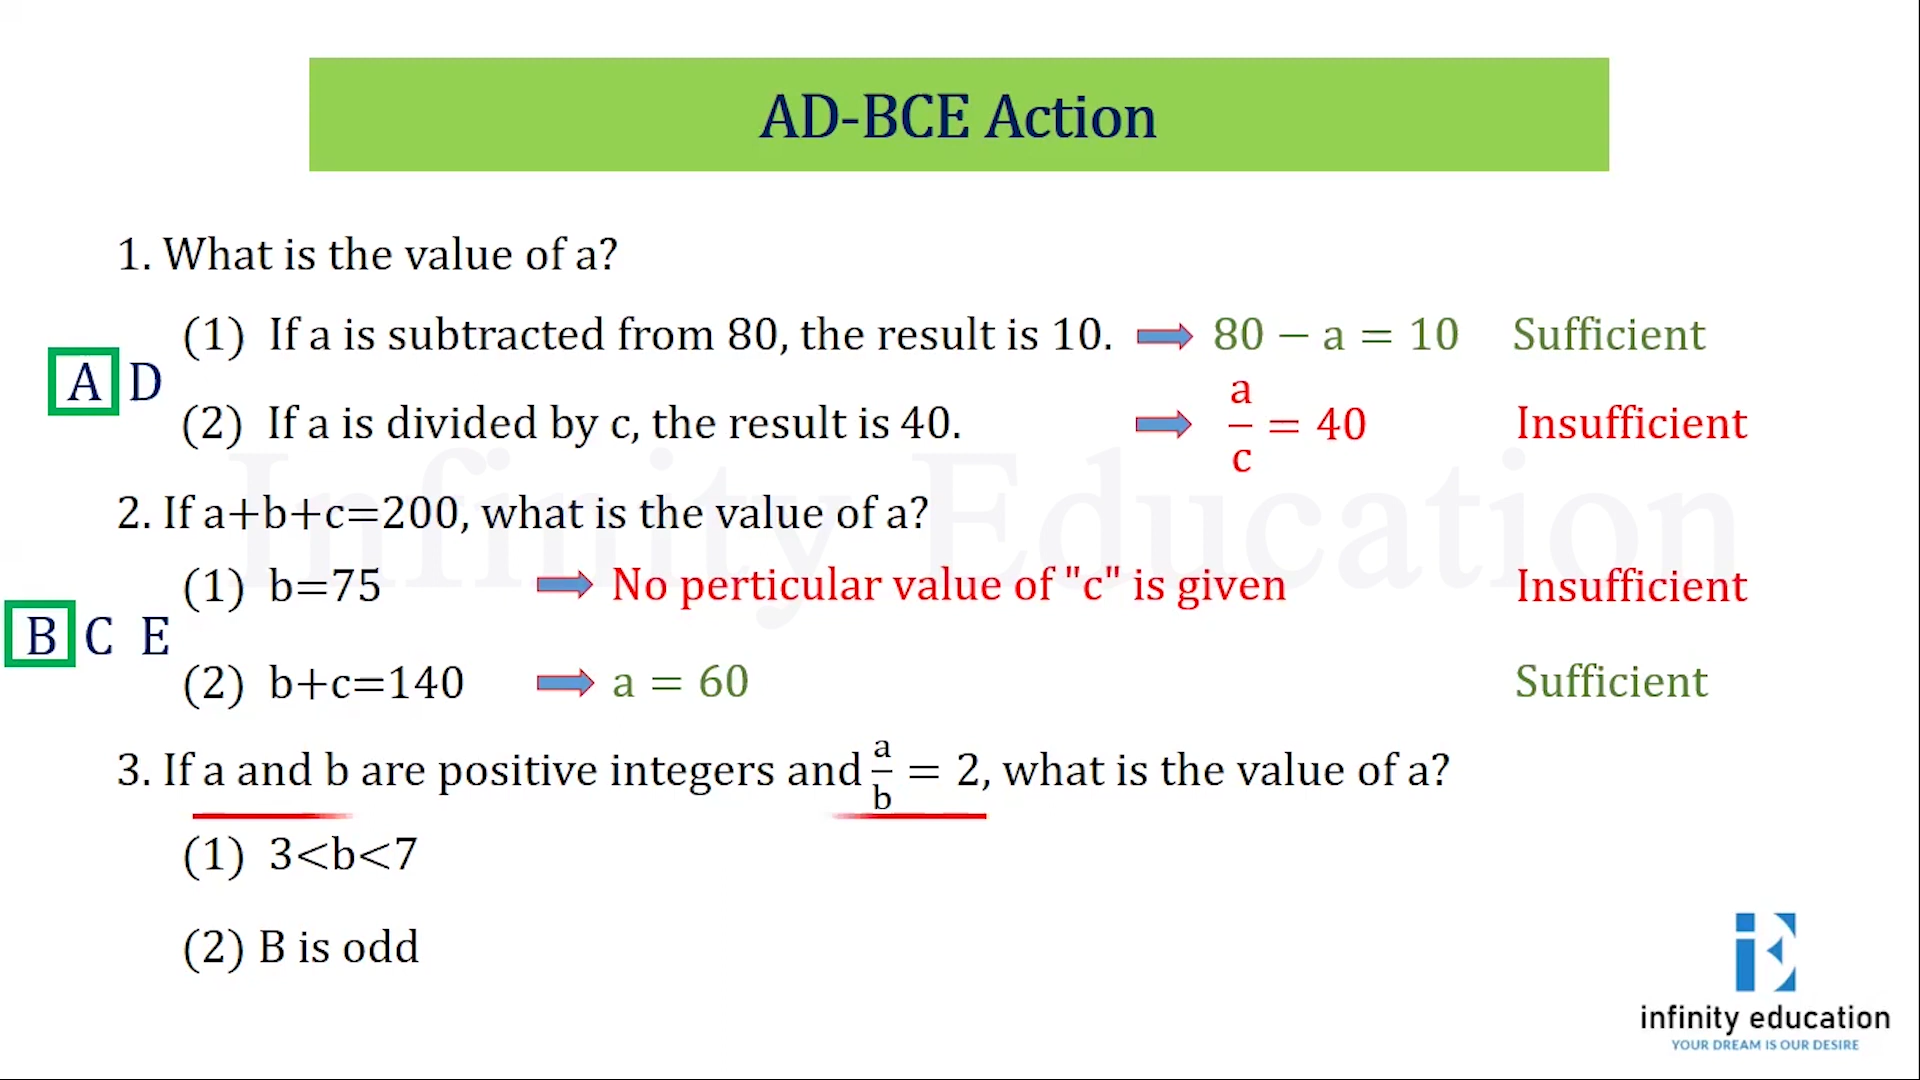 AD-BCE Action
1. What is the value of a?
(1) If a is subtracted from 80, the result is 10. 80 − a = 10 Sufficient
A D
(2) If a is divided by c, the result is 40. a/c = 40 Insufficient
Infinity Education
2. If a+b+c=200, what is the value of a?
(1) b=75 No perticular value of "c" is given Insufficient
B C E
(2) b+c=140 a = 60 Sufficient
3. If a and b are positive integers and a/b = 2, what is the value of a?
(1) 3<b<7
(2) B is odd
iE
infinity education
YOUR DREAM IS OUR DESIRE